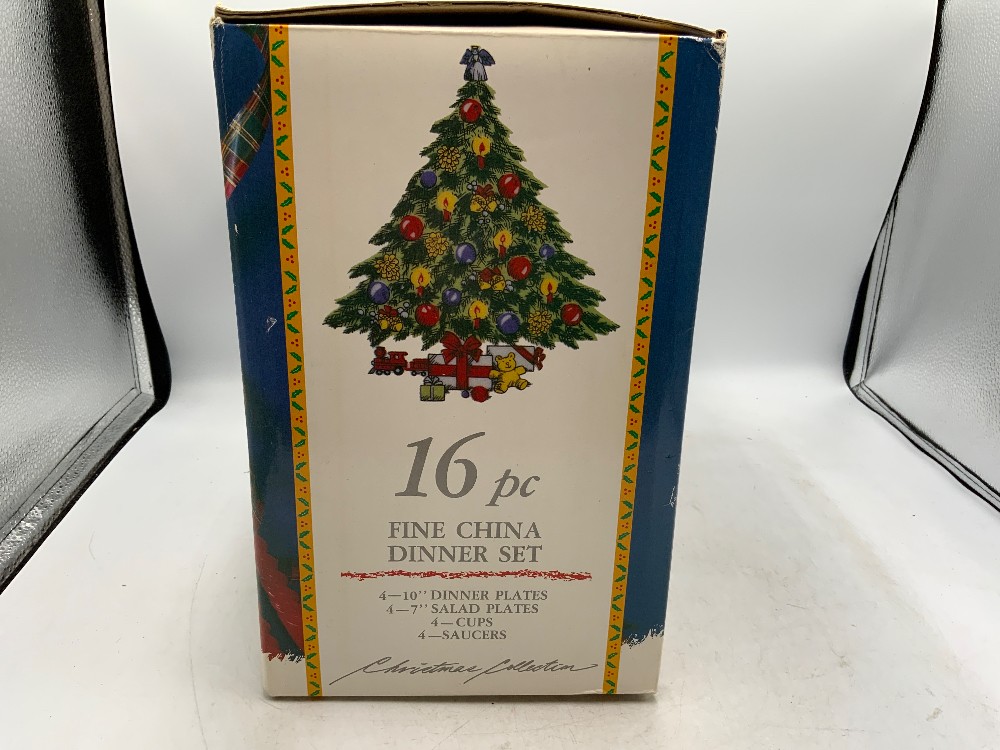 16 pc
FINE CHINA
DINNER SET
4—10" DINNER PLATES
4—7" SALAD PLATES
4—CUPS
4—SAUCERS
Christmas Collection